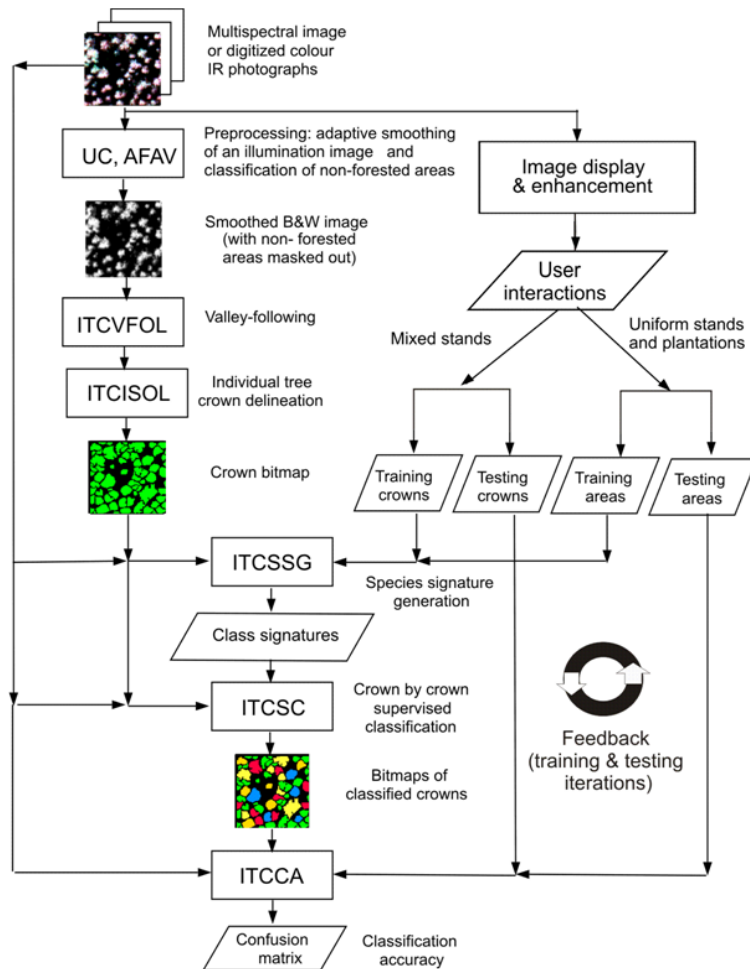 Multispectral image
or digitized colour
IR photographs
UC, AFAV
Preprocessing: adaptive smoothing
of an illumination image and
classification of non-forested areas
Image display
& enhancement
Smoothed B&W image
(with non- forested
areas masked out)
User
interactions
ITCVFOL
Valley-following
Mixed stands
Uniform stands
and plantations
ITCISOL
Individual tree
crown delineation
Crown bitmap
Training
crowns
Testing
crowns
Training
areas
Testing
areas
ITCSSG
Species signature
generation
Class signatures
ITCSC
Crown by crown
supervised
classification
Feedback
(training & testing
iterations)
Bitmaps of
classified crowns
ITCCA
Confusion
matrix
Classification
accuracy